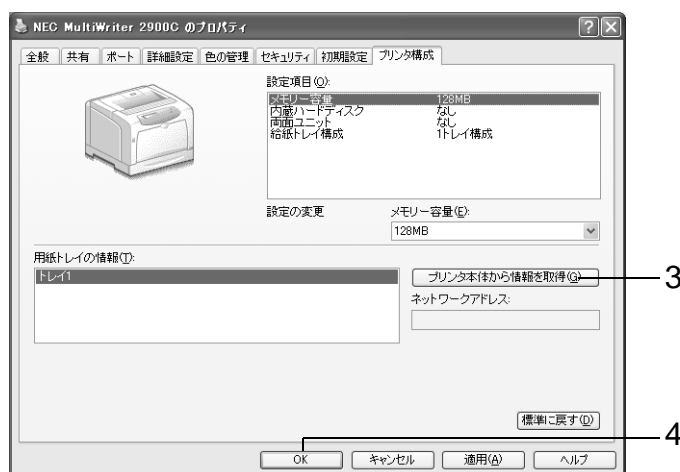 NEC MultiWriter 2900C のプロパティ
全般 共有 ポート 詳細設定 色の管理 セキュリティ 初期設定 プリンタ構成
設定項目(O):
メモリー容量 128MB
内蔵ハードディスク なし
両面ユニット なし
給紙トレイ構成 1トレイ構成
設定の変更 メモリー容量(E):
128MB
用紙トレイの情報(T):
トレイ1
プリンタ本体から情報を取得(G) 3
ネットワークアドレス:
標準に戻す(D)
4
OK キャンセル 適用(A) ヘルプ